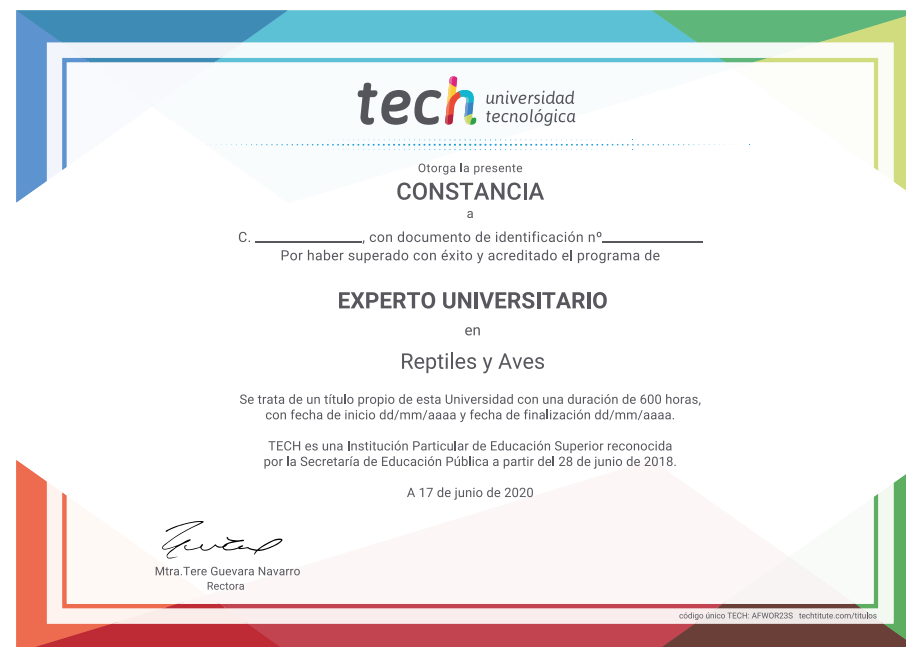 tech universidad
tecnológica
Otorga la presente
CONSTANCIA
a
C. ____________, con documento de identificación nº____________
Por haber superado con éxito y acreditado el programa de
EXPERTO UNIVERSITARIO
en
Reptiles y Aves
Se trata de un título propio de esta Universidad con una duración de 600 horas,
con fecha de inicio dd/mm/aaaa y fecha de finalización dd/mm/aaaa.
TECH es una Institución Particular de Educación Superior reconocida
por la Secretaría de Educación Pública a partir del 28 de junio de 2018.
A 17 de junio de 2020
Mtra.Tere Guevara Navarro
Rectora
código único TECH: AFWOR23S techtitute.com/titulos